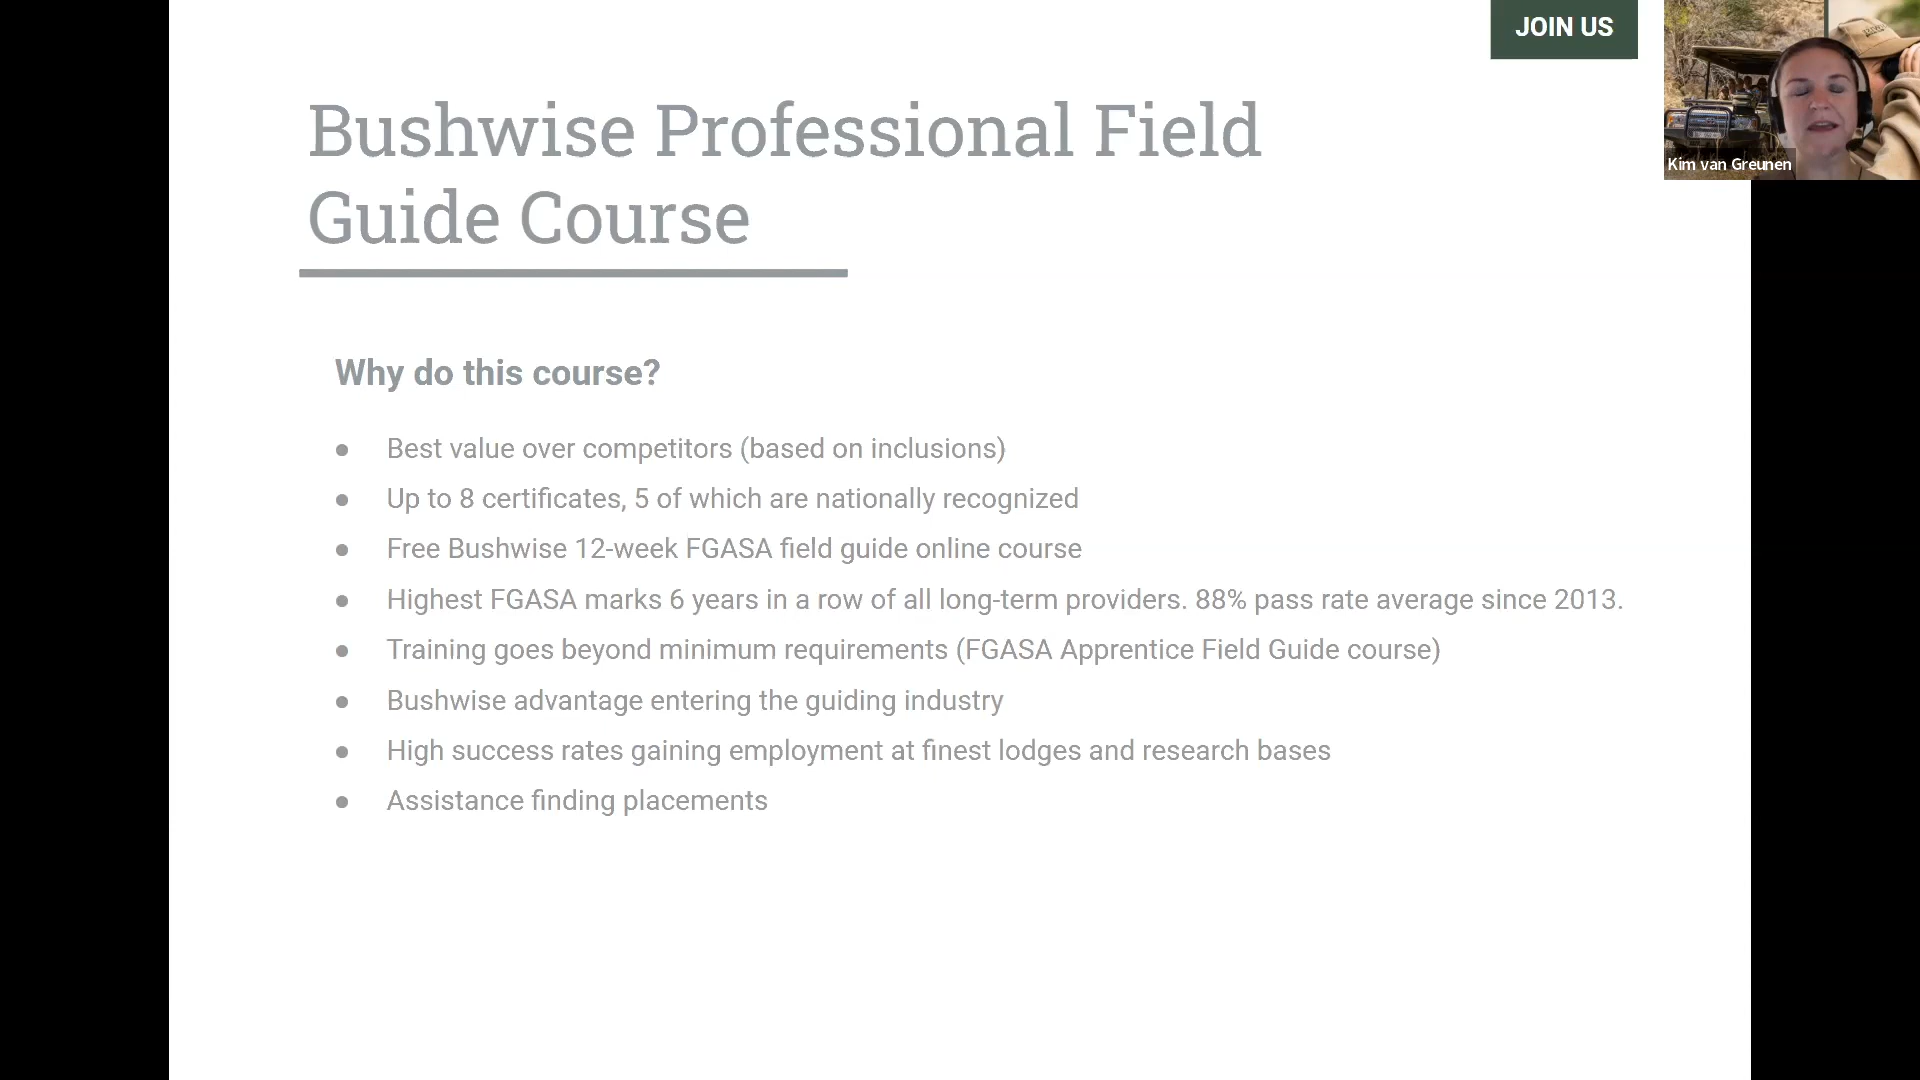 JOIN US
Kim van Greunen
Bushwise Professional Field
Guide Course
Why do this course?
● Best value over competitors (based on inclusions)
● Up to 8 certificates, 5 of which are nationally recognized
● Free Bushwise 12-week FGASA field guide online course
● Highest FGASA marks 6 years in a row of all long-term providers. 88% pass rate average since 2013.
● Training goes beyond minimum requirements (FGASA Apprentice Field Guide course)
● Bushwise advantage entering the guiding industry
● High success rates gaining employment at finest lodges and research bases
● Assistance finding placements